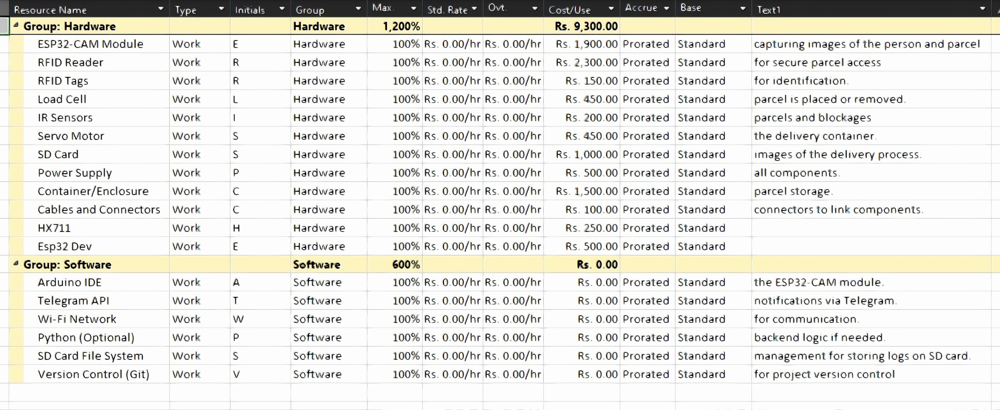 Resource Name Type Initials Group Max. Std. Rate Ovt. Cost/Use Accrue Base Text1
Group: Hardware Hardware 1,200% Rs. 9,300.00
ESP32-CAM Module Work E Hardware 100% Rs. 0.00/hr Rs. 0.00/hr Rs. 1,900.00 Prorated Standard capturing images of the person and parcel
RFID Reader Work R Hardware 100% Rs. 0.00/hr Rs. 0.00/hr Rs. 2,300.00 Prorated Standard for secure parcel access
RFID Tags Work R Hardware 100% Rs. 0.00/hr Rs. 0.00/hr Rs. 150.00 Prorated Standard for identification.
Load Cell Work L Hardware 100% Rs. 0.00/hr Rs. 0.00/hr Rs. 450.00 Prorated Standard parcel is placed or removed.
IR Sensors Work I Hardware 100% Rs. 0.00/hr Rs. 0.00/hr Rs. 200.00 Prorated Standard parcels and blockages
Servo Motor Work S Hardware 100% Rs. 0.00/hr Rs. 0.00/hr Rs. 450.00 Prorated Standard the delivery container.
SD Card Work S Hardware 100% Rs. 0.00/hr Rs. 0.00/hr Rs. 1,000.00 Prorated Standard images of the delivery process.
Power Supply Work P Hardware 100% Rs. 0.00/hr Rs. 0.00/hr Rs. 500.00 Prorated Standard all components.
Container/Enclosure Work C Hardware 100% Rs. 0.00/hr Rs. 0.00/hr Rs. 1,500.00 Prorated Standard parcel storage.
Cables and Connectors Work C Hardware 100% Rs. 0.00/hr Rs. 0.00/hr Rs. 100.00 Prorated Standard connectors to link components.
HX711 Work H Hardware 100% Rs. 0.00/hr Rs. 0.00/hr Rs. 250.00 Prorated Standard
Esp32 Dev Work E Hardware 100% Rs. 0.00/hr Rs. 0.00/hr Rs. 500.00 Prorated Standard
Group: Software Software 600% Rs. 0.00
Arduino IDE Work A Software 100% Rs. 0.00/hr Rs. 0.00/hr Rs. 0.00 Prorated Standard the ESP32-CAM module.
Telegram API Work T Software 100% Rs. 0.00/hr Rs. 0.00/hr Rs. 0.00 Prorated Standard notifications via Telegram.
Wi-Fi Network Work W Software 100% Rs. 0.00/hr Rs. 0.00/hr Rs. 0.00 Prorated Standard for communication.
Python (Optional) Work P Software 100% Rs. 0.00/hr Rs. 0.00/hr Rs. 0.00 Prorated Standard backend logic if needed.
SD Card File System Work S Software 100% Rs. 0.00/hr Rs. 0.00/hr Rs. 0.00 Prorated Standard management for storing logs on SD card.
Version Control (Git) Work V Software 100% Rs. 0.00/hr Rs. 0.00/hr Rs. 0.00 Prorated Standard for project version control